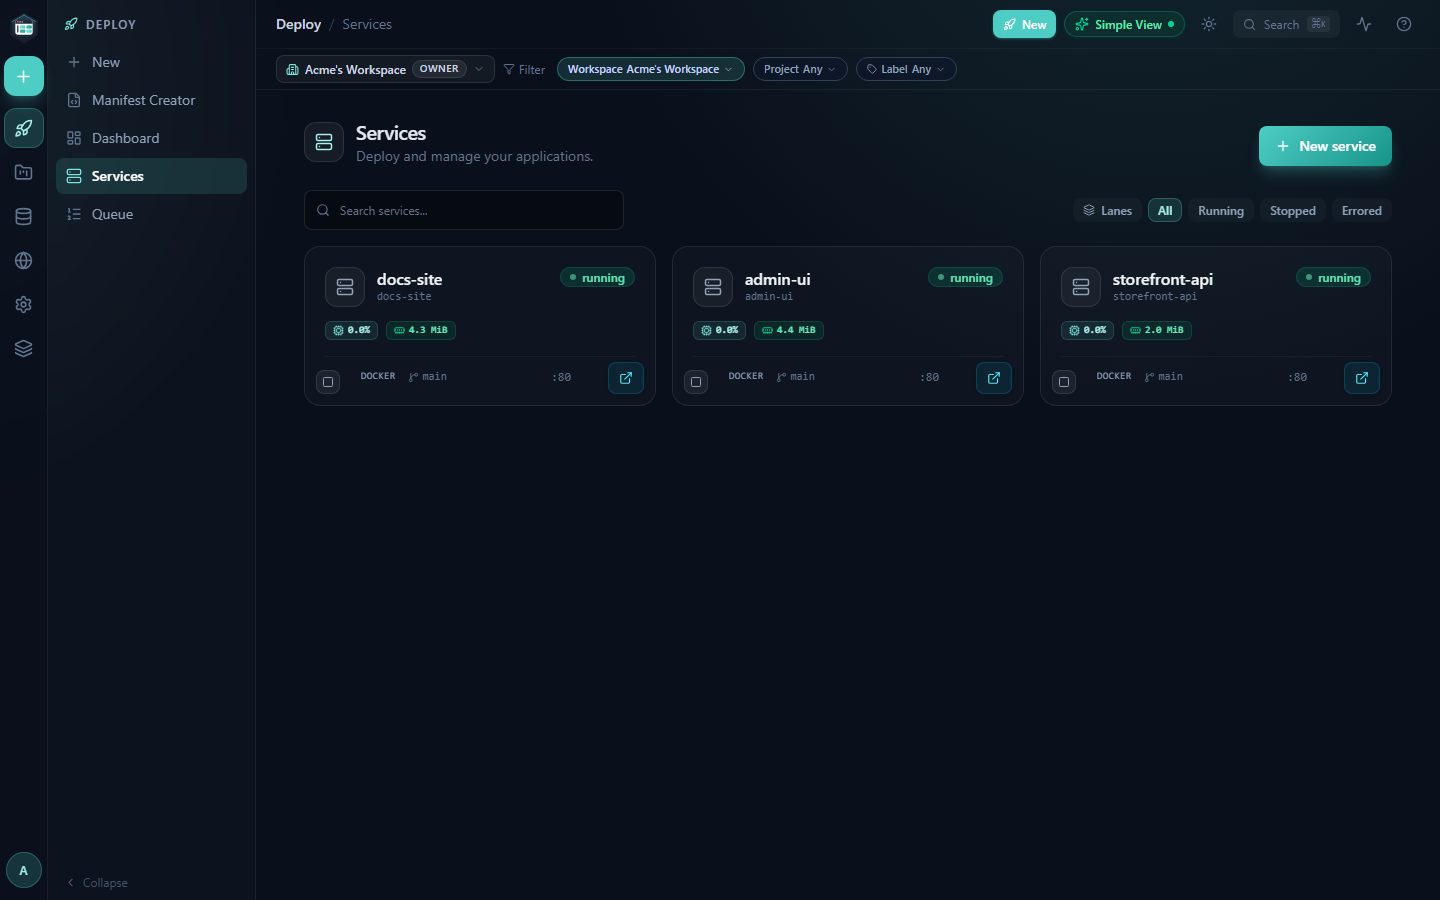 DEPLOY
New
Manifest Creator
Dashboard
Services
Queue
Collapse
A
Deploy / Services
New
Simple View
Search ⌘K
Acme's Workspace OWNER
Filter
Workspace Acme's Workspace
Project Any
Label Any
Services
Deploy and manage your applications.
New service
Search services...
Lanes All Running Stopped Errored
docs-site running
docs-site
0.0% 4.3 MiB
DOCKER main :80
admin-ui running
admin-ui
0.0% 4.4 MiB
DOCKER main :80
storefront-api running
storefront-api
0.0% 2.0 MiB
DOCKER main :80